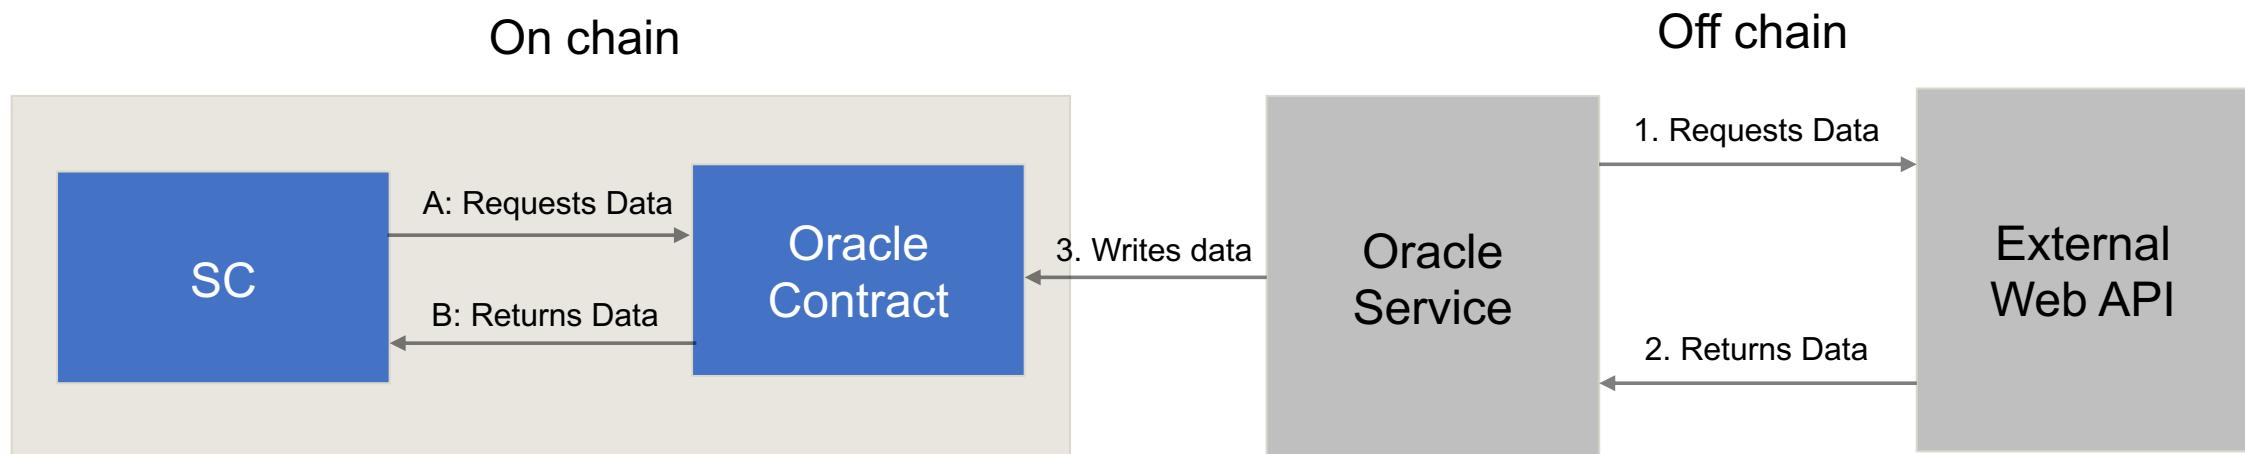 On chain
Off chain
SC
A: Requests Data
B: Returns Data
Oracle
Contract
3. Writes data
Oracle
Service
1. Requests Data
2. Returns Data
External
Web API